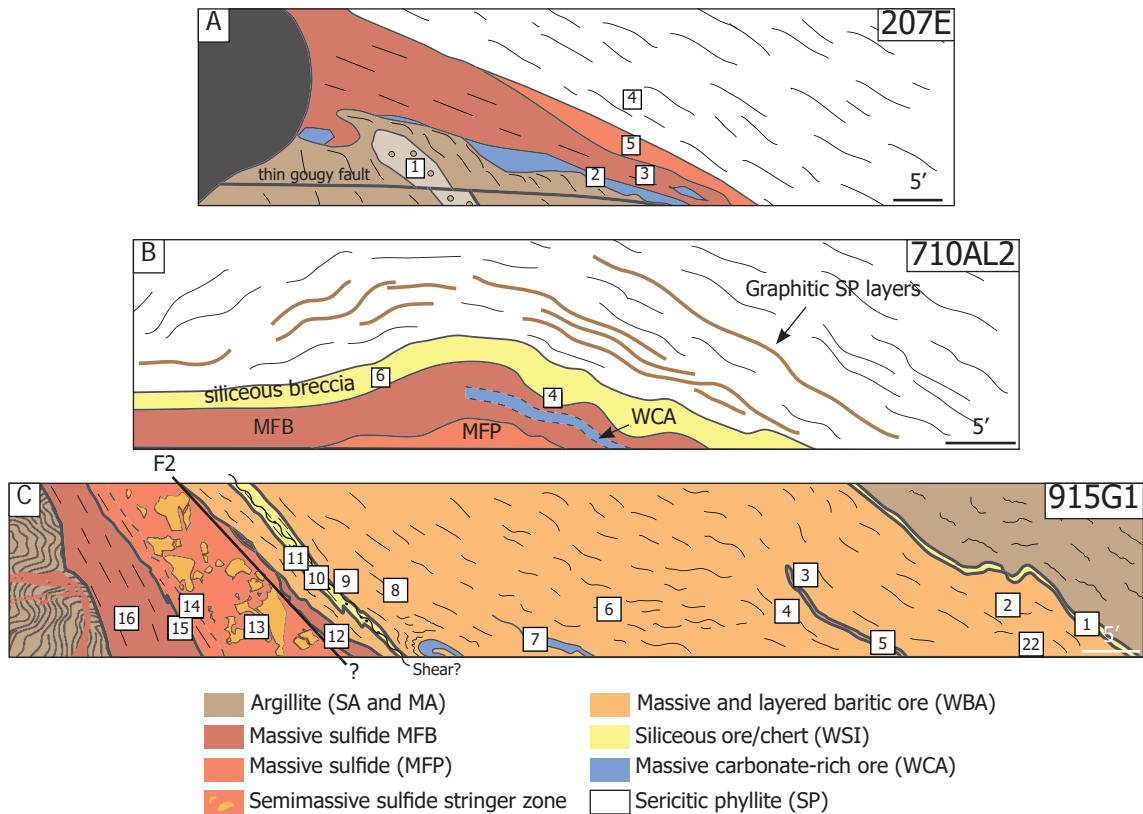 A
207E
4
5
1
2
3
thin gougy fault
5'
B
710AL2
Graphitic SP layers
siliceous breccia
6
4
MFB
MFP
WCA
5'
F2
C
915G1
11
10
9
8
3
16
14
15
13
12
6
4
2
1
7
5
22
5'
?
Shear?
Argillite (SA and MA)
Massive sulfide MFB
Massive sulfide (MFP)
Semimassive sulfide stringer zone
Massive and layered baritic ore (WBA)
Siliceous ore/chert (WSI)
Massive carbonate-rich ore (WCA)
Sericitic phyllite (SP)